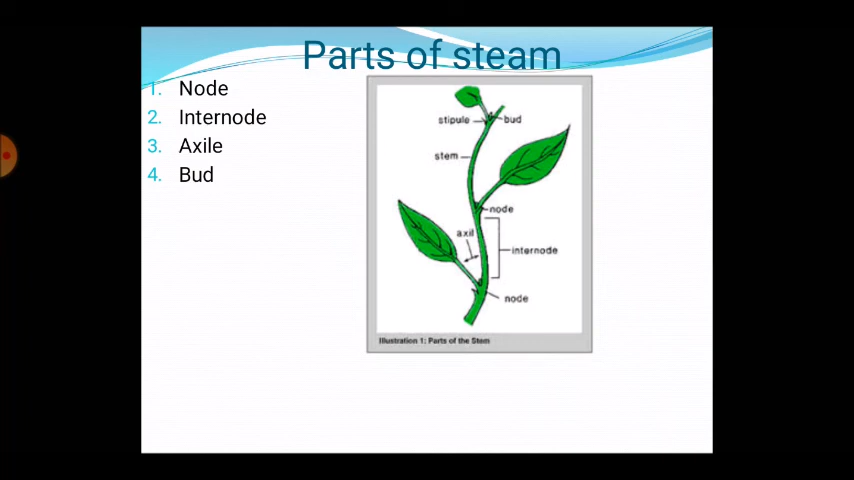 Parts of steam
1. Node
2. Internode
3. Axile
4. Bud
stipule
bud
stem
node
axil
internode
node
Illustration 1: Parts of the Stem